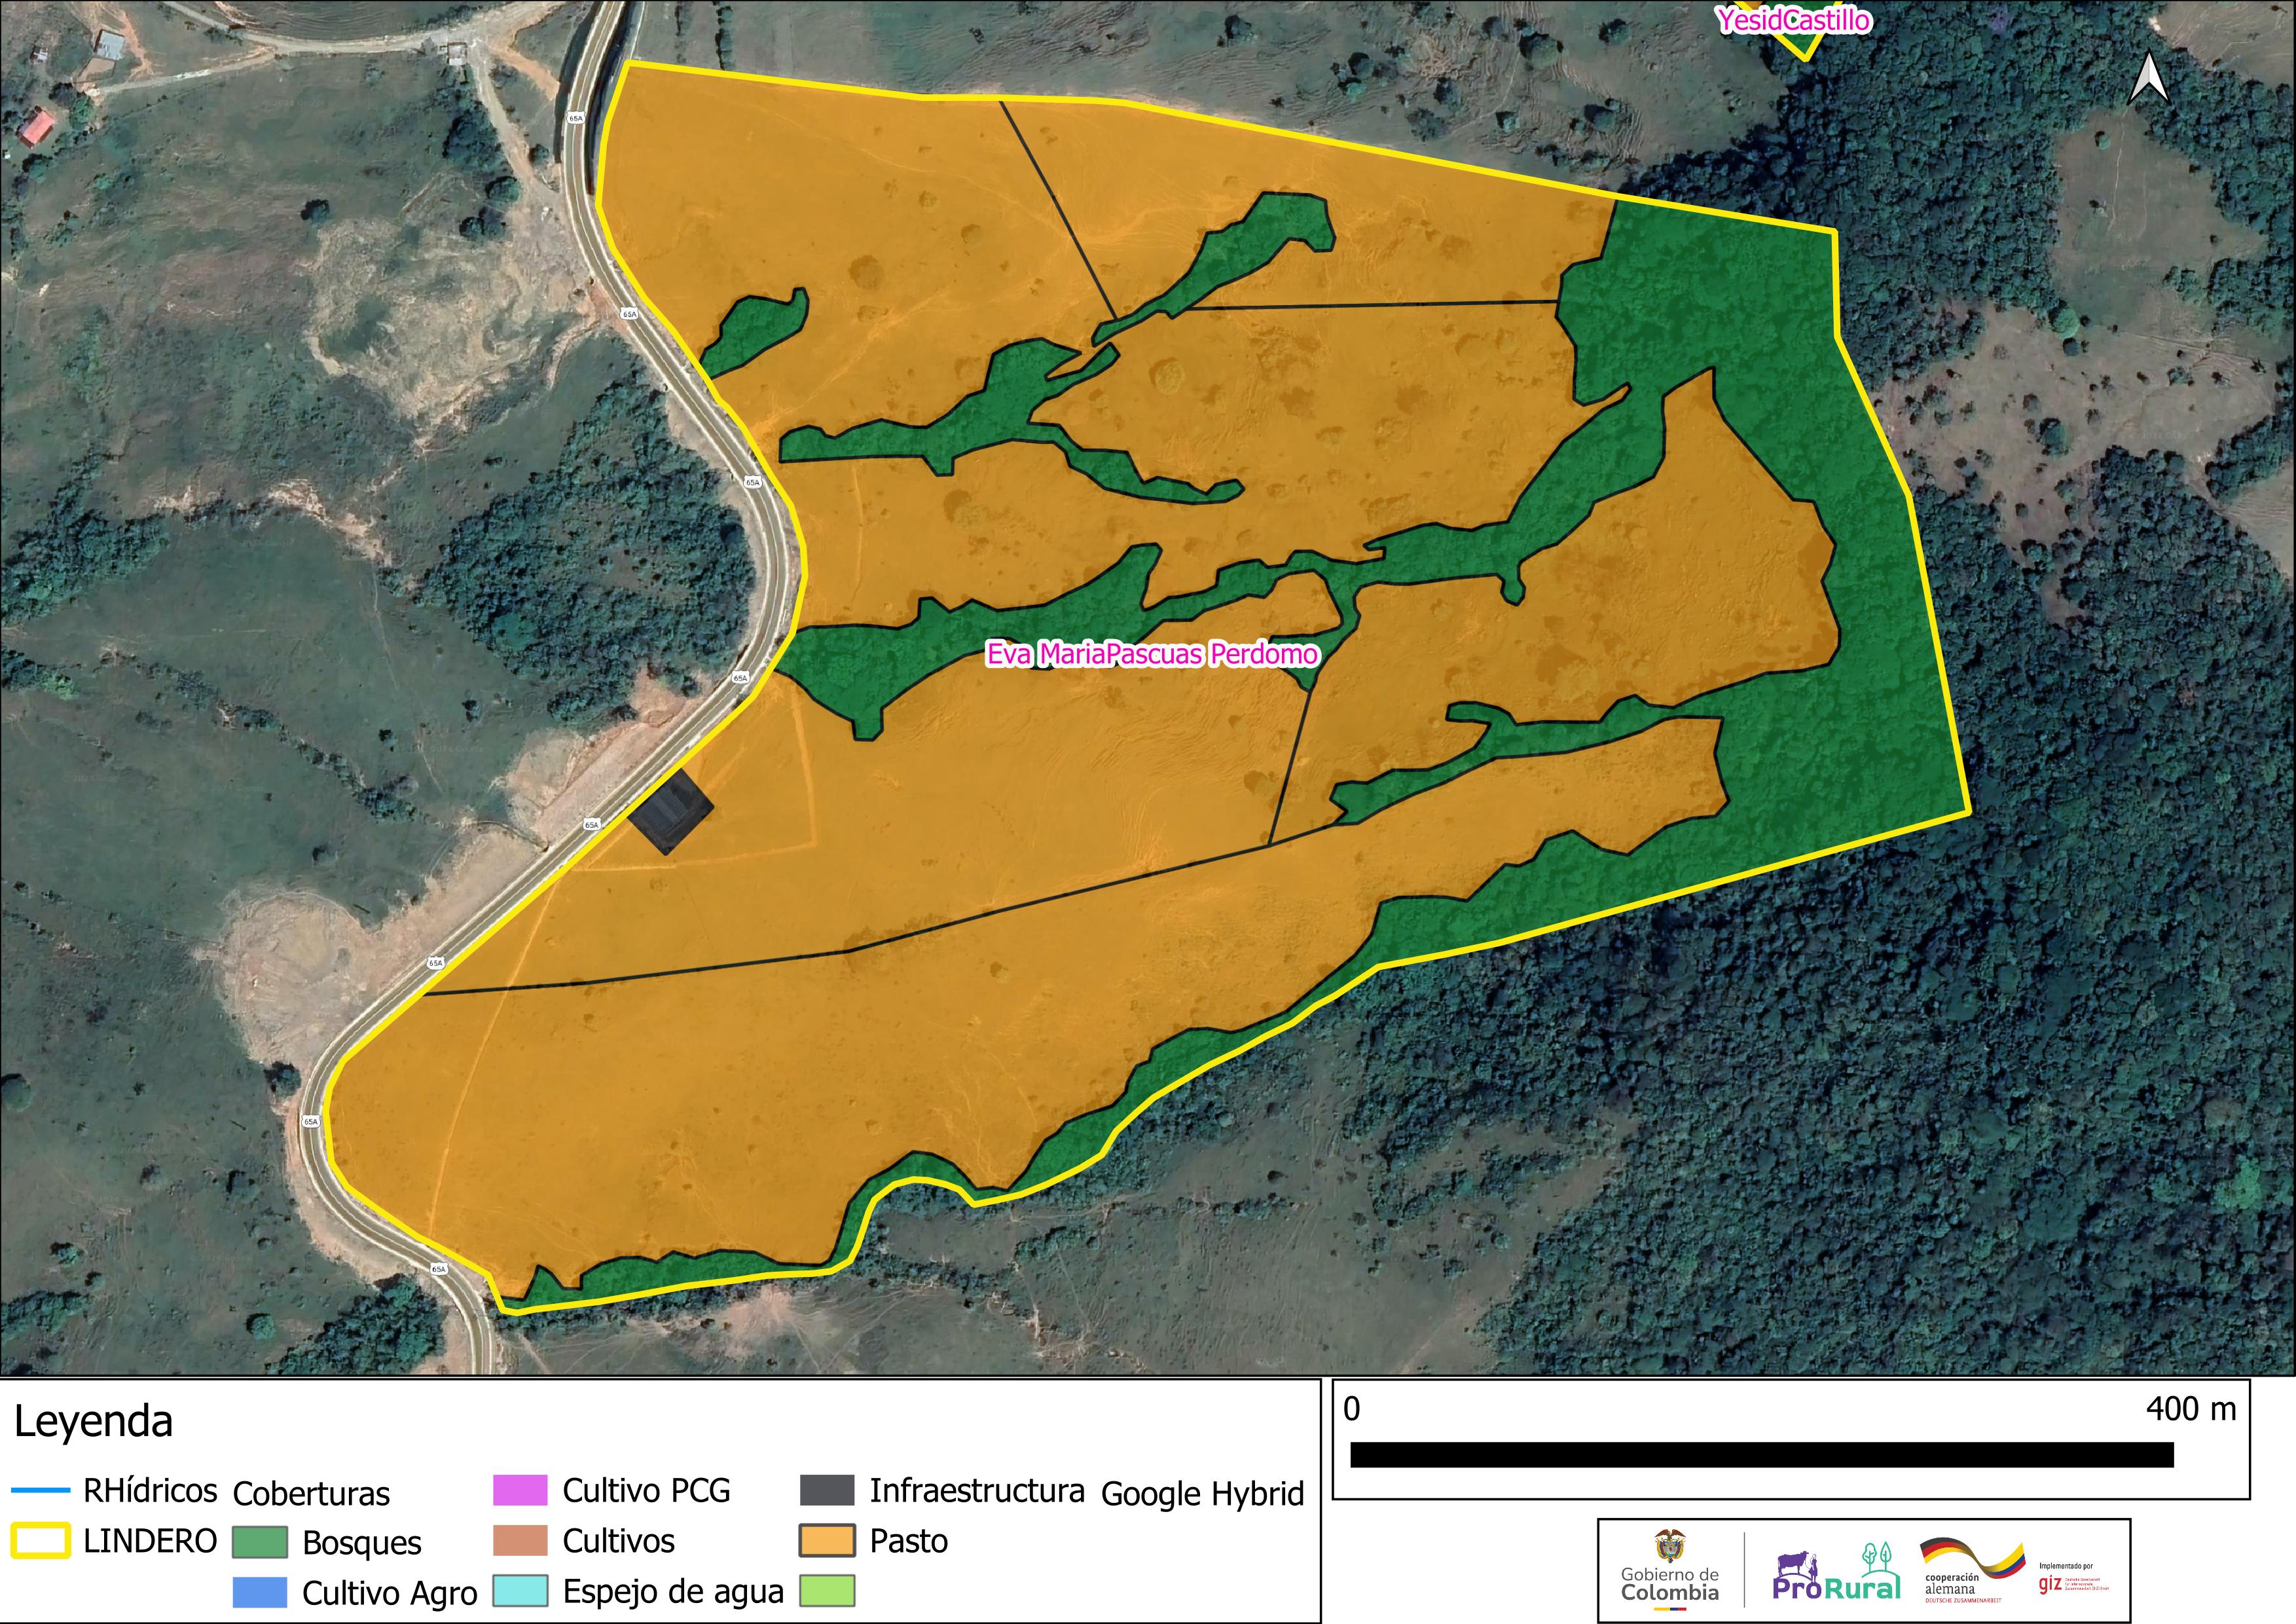 YesidCastillo
65A
65A
65A
Eva MariaPascuas Perdomo
65A
65A
65A
65A
65A
Leyenda
RHídricos
LINDERO
Coberturas
Bosques
Cultivo Agro
Cultivo PCG
Cultivos
Espejo de agua
Infraestructura
Pasto
Google Hybrid
0 400 m
Gobierno de
Colombia
ProRural
cooperación
alemana
DEUTSCHE ZUSAMMENARBEIT
Implementado por
giz